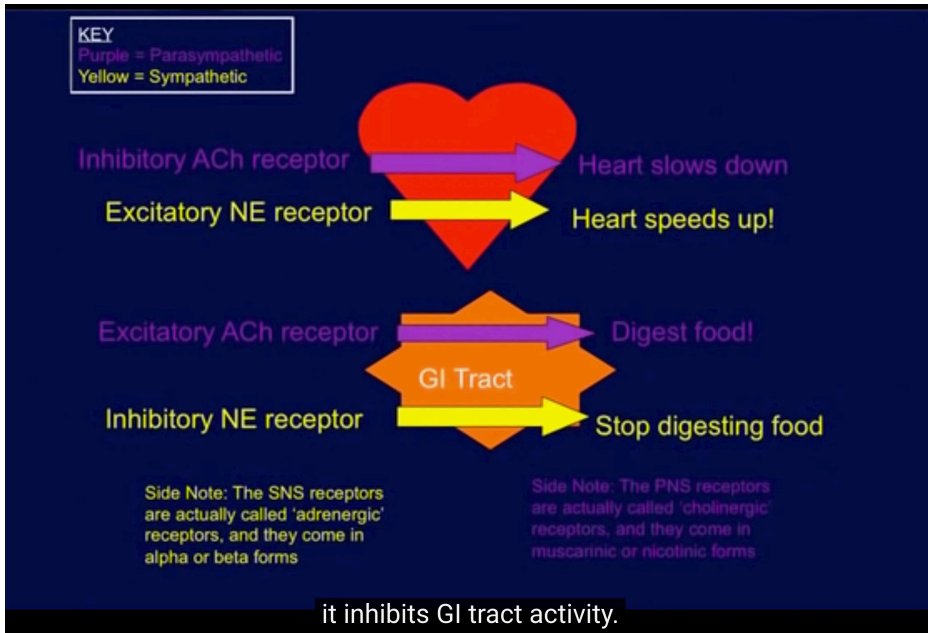 KEY
Purple = Parasympathetic
Yellow = Sympathetic
Inhibitory ACh receptor
Heart slows down
Excitatory NE receptor
Heart speeds up!
Excitatory ACh receptor
Digest food!
GI Tract
Inhibitory NE receptor
Stop digesting food
Side Note: The SNS receptors
are actually called ‘adrenergic’
receptors, and they come in
alpha or beta forms
Side Note: The PNS receptors
are actually called ‘cholinergic’
receptors, and they come in
muscarinic or nicotinic forms
it inhibits GI tract activity.